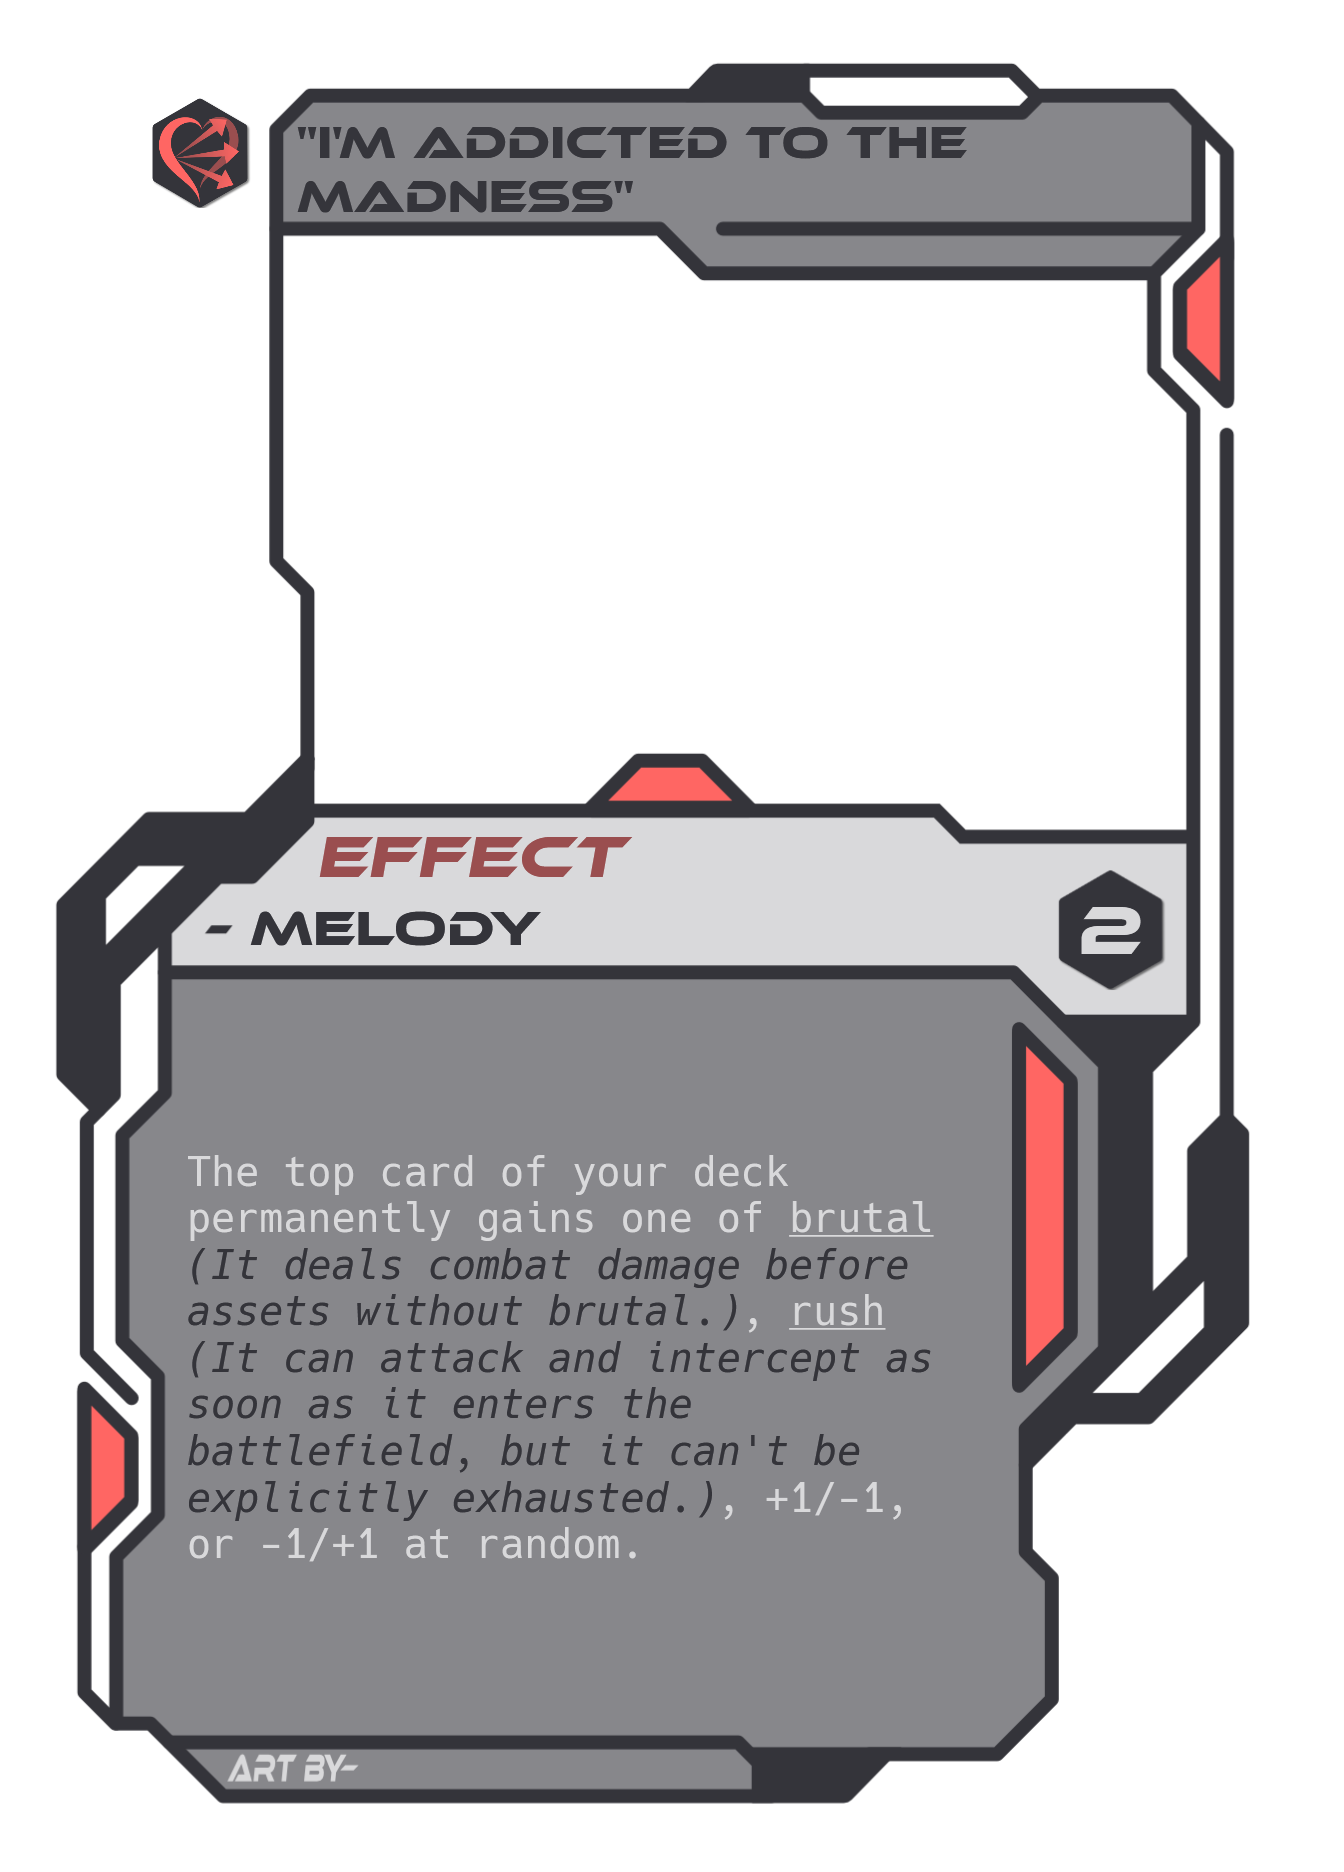 "I'M ADDICTED TO THE
MADNESS"
EFFECT
- MELODY
2
The top card of your deck
permanently gains one of brutal
(It deals combat damage before
assets without brutal.), rush
(It can attack and intercept as
soon as it enters the
battlefield, but it can't be
explicitly exhausted.), +1/-1,
or -1/+1 at random.
ART BY-